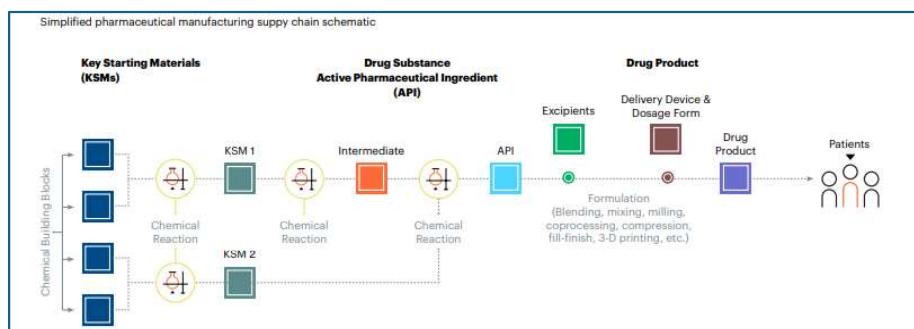 Simplified pharmaceutical manufacturing suppy chain schematic
Key Starting Materials
(KSMs)
Drug Substance
Active Pharmaceutical Ingredient
(API)
Drug Product
Excipients
Delivery Device &
Dosage Form
KSM 1
Intermediate
API
Drug
Product
Patients
Chemical Building Blocks
Chemical
Reaction
Chemical
Reaction
Chemical
Reaction
Formulation
(Blending, mixing, milling,
coprocessing, compression,
fill-finish, 3-D printing, etc.)
KSM 2